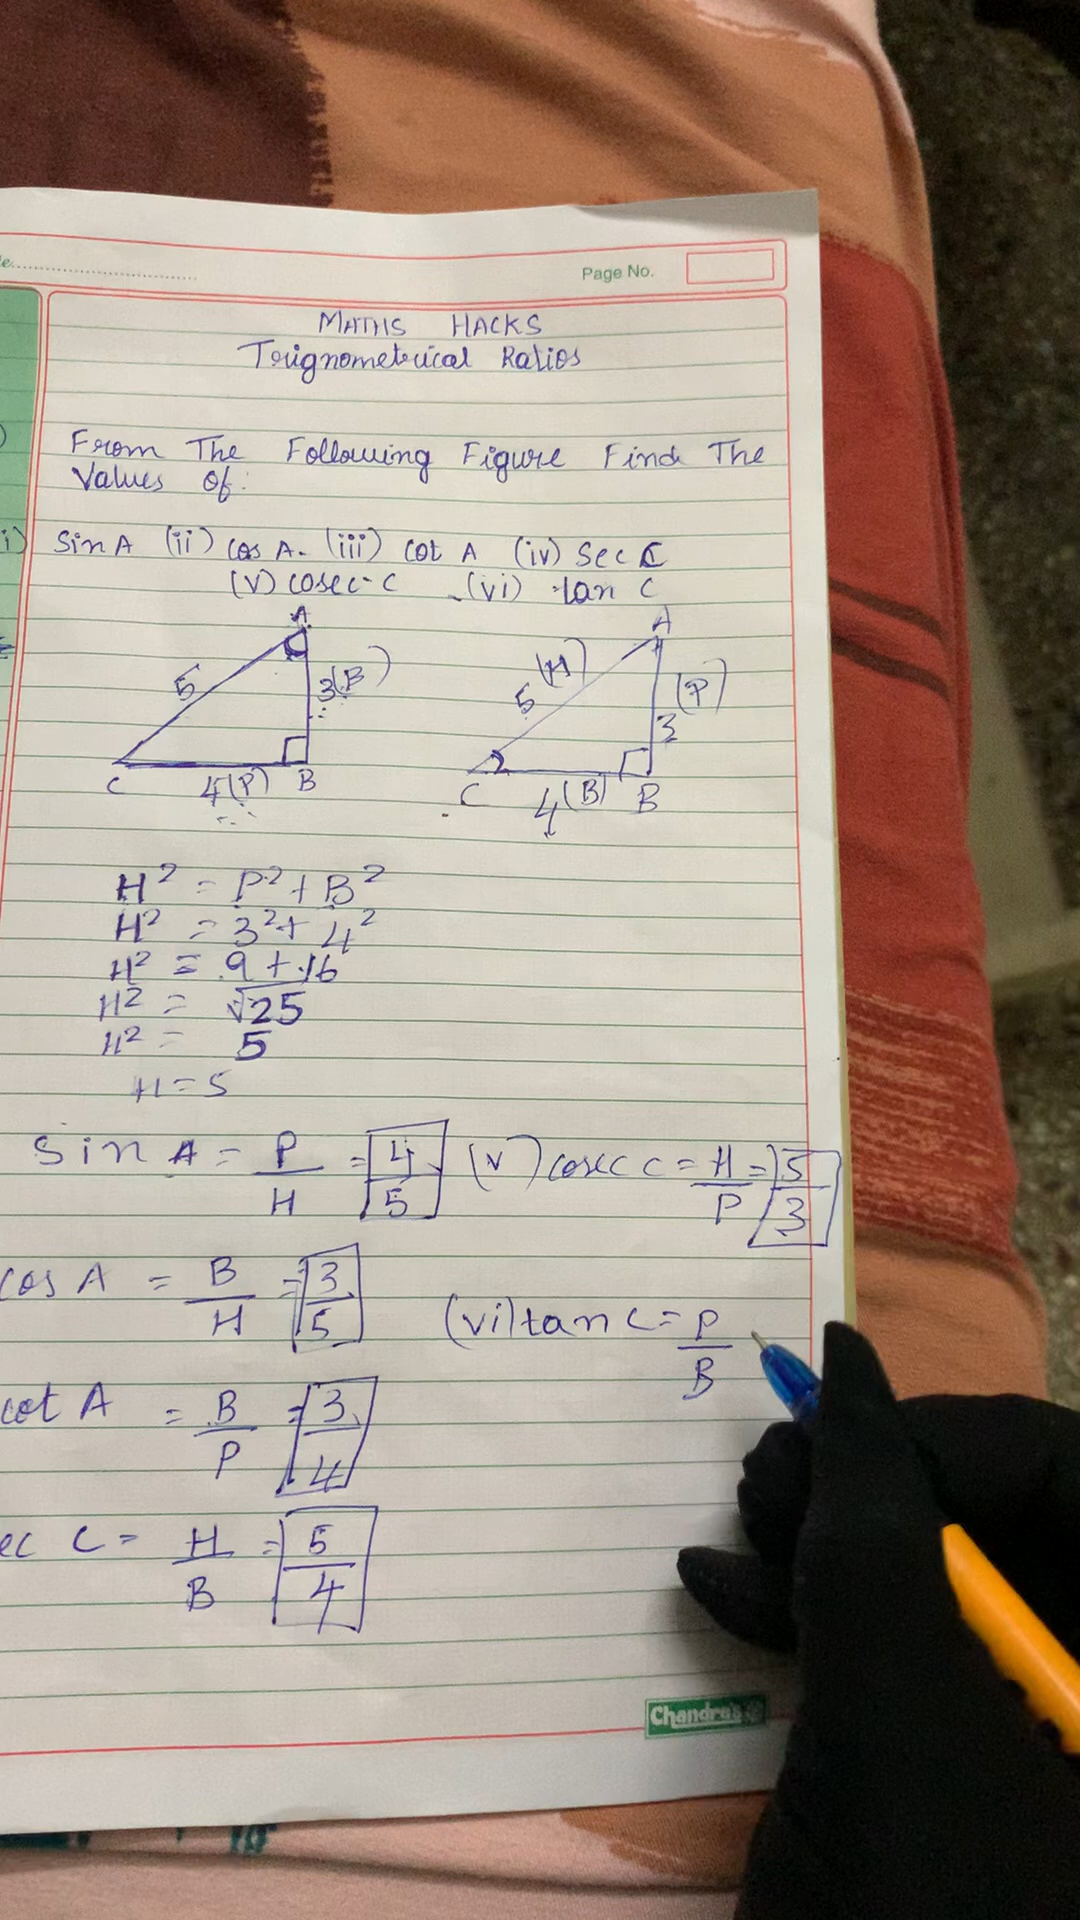 Page No.
MATHS HACKS
Trignometrical Ratios
From The Following Figure Find The
Values Of:
i) Sin A (ii) cos A. (iii) cot A (iv) Sec C
(v) cosec-C (vi) tan C
A
5
3(B)
C
4(P)
B
A
(H)
5
(P)
3
C
4(B)
B
H² = P² + B²
H² = 3² + 4²
H² = 9 + 16
H² = √25
H² = 5
H = 5
Sin A = P/H = 4/5 (v) cosec C = H/P = 5/3
cos A = B/H = 3/5
(vi) tan C = P/B
cot A = B/P = 3/4
ec C = H/B = 5/4
Chandra's